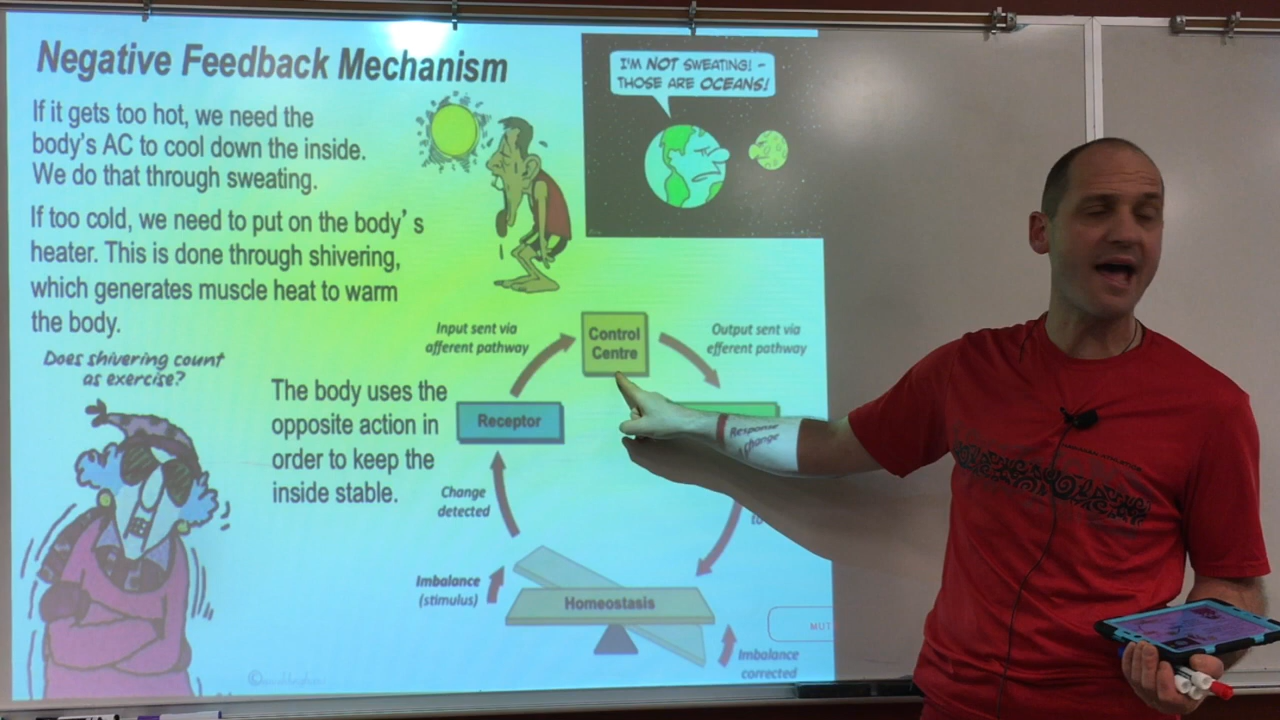 Negative Feedback Mechanism
If it gets too hot, we need the
body's AC to cool down the inside.
We do that through sweating.
If too cold, we need to put on the body's
heater. This is done through shivering,
which generates muscle heat to warm
the body.
I'M NOT SWEATING! -
THOSE ARE OCEANS!
Does shivering count
as exercise?
The body uses the
opposite action in
order to keep the
inside stable.
Input sent via
afferent pathway
Control
Centre
Output sent via
efferent pathway
Receptor
Response
change
Change
detected
to
Imbalance
(stimulus)
Homeostasis
Imbalance
corrected
MUT